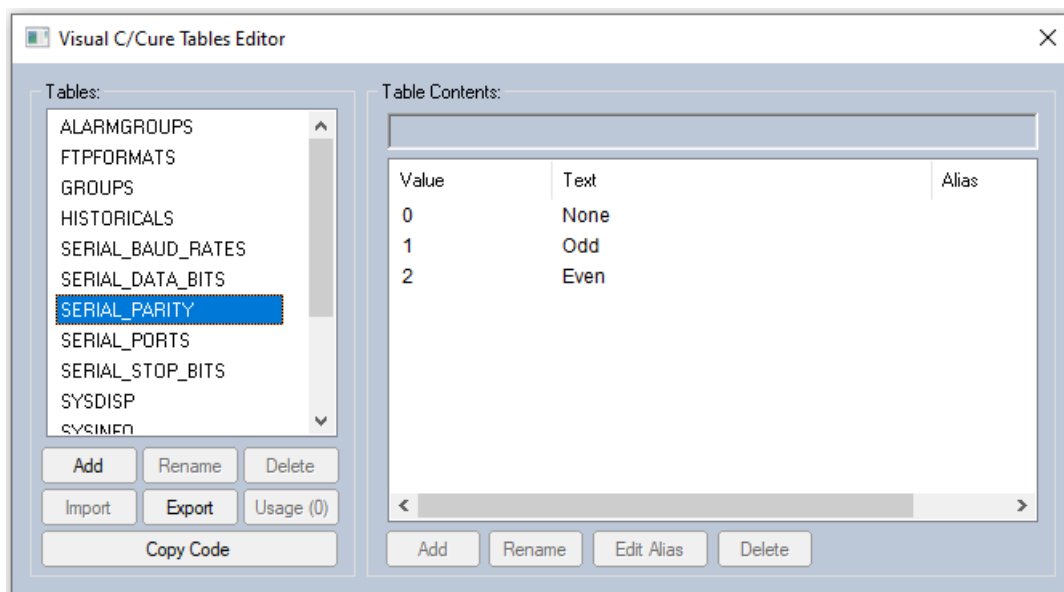 Visual C/Cure Tables Editor
Tables:
ALARMGROUPS
FTPFORMATS
GROUPS
HISTORICALS
SERIAL_BAUD_RATES
SERIAL_DATA_BITS
SERIAL_PARITY
SERIAL_PORTS
SERIAL_STOP_BITS
SYSDISP
SYSINFO
Add Rename Delete
Import Export Usage (0)
Copy Code
Table Contents:
Value Text Alias
0 None
1 Odd
2 Even
Add Rename Edit Alias Delete